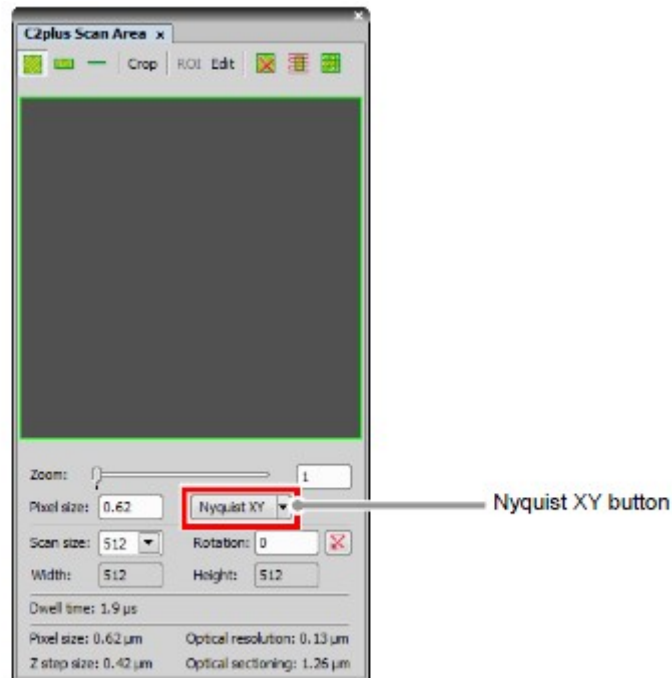 C2plus Scan Area x
Crop ROI Edit
Zoom: 1
Pixel size: 0.62 Nyquist XY
Nyquist XY button
Scan size: 512 Rotation: 0
Width: 512 Height: 512
Dwell time: 1.9 µs
Pixel size: 0.62 µm Optical resolution: 0.13 µm
Z step size: 0.42 µm Optical sectioning: 1.26 µm